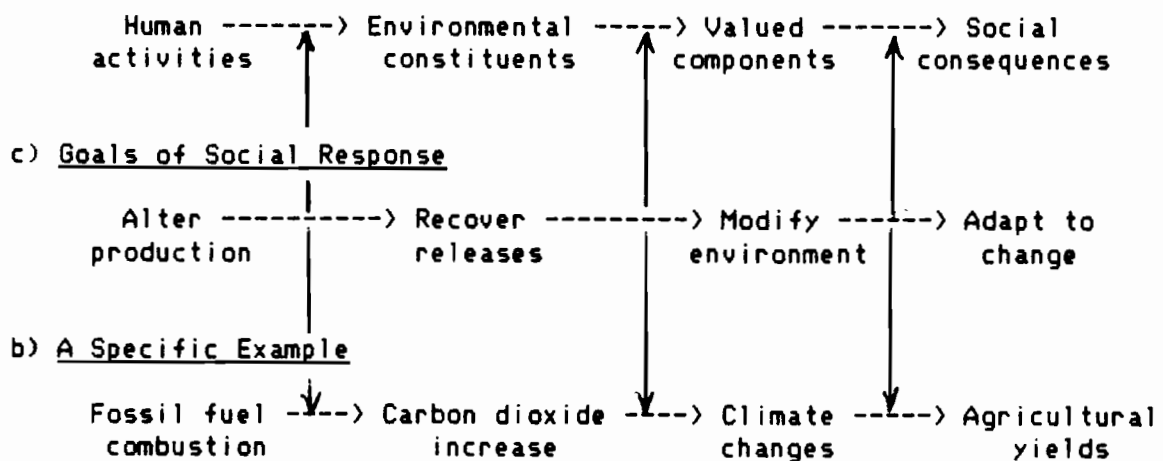 Human -------> Environmental -----> Valued -------> Social
activities constituents components consequences
c) Goals of Social Response
Alter ----------> Recover ---------> Modify -----> Adapt to
production releases environment change
b) A Specific Example
Fossil fuel ----> Carbon dioxide ----> Climate ----> Agricultural
combustion increase changes yields